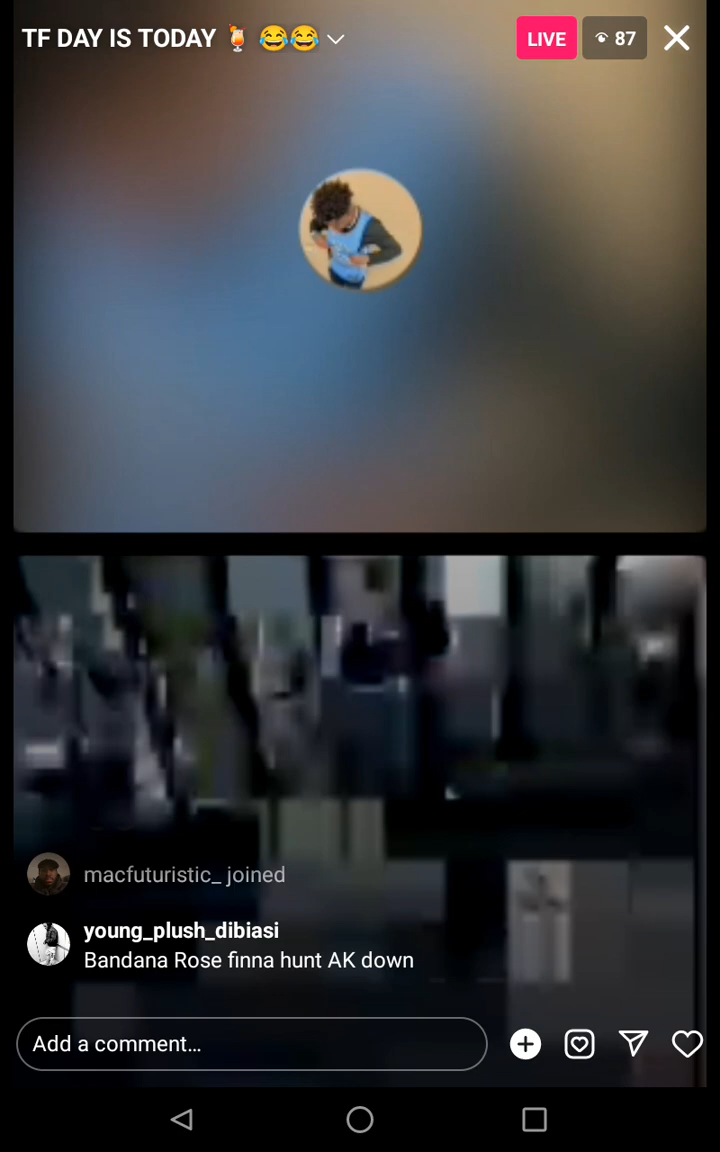 TF DAY IS TODAY 🍹 😂😂
LIVE
87
macfuturistic_ joined
young_plush_dibiasi
Bandana Rose finna hunt AK down
Add a comment...